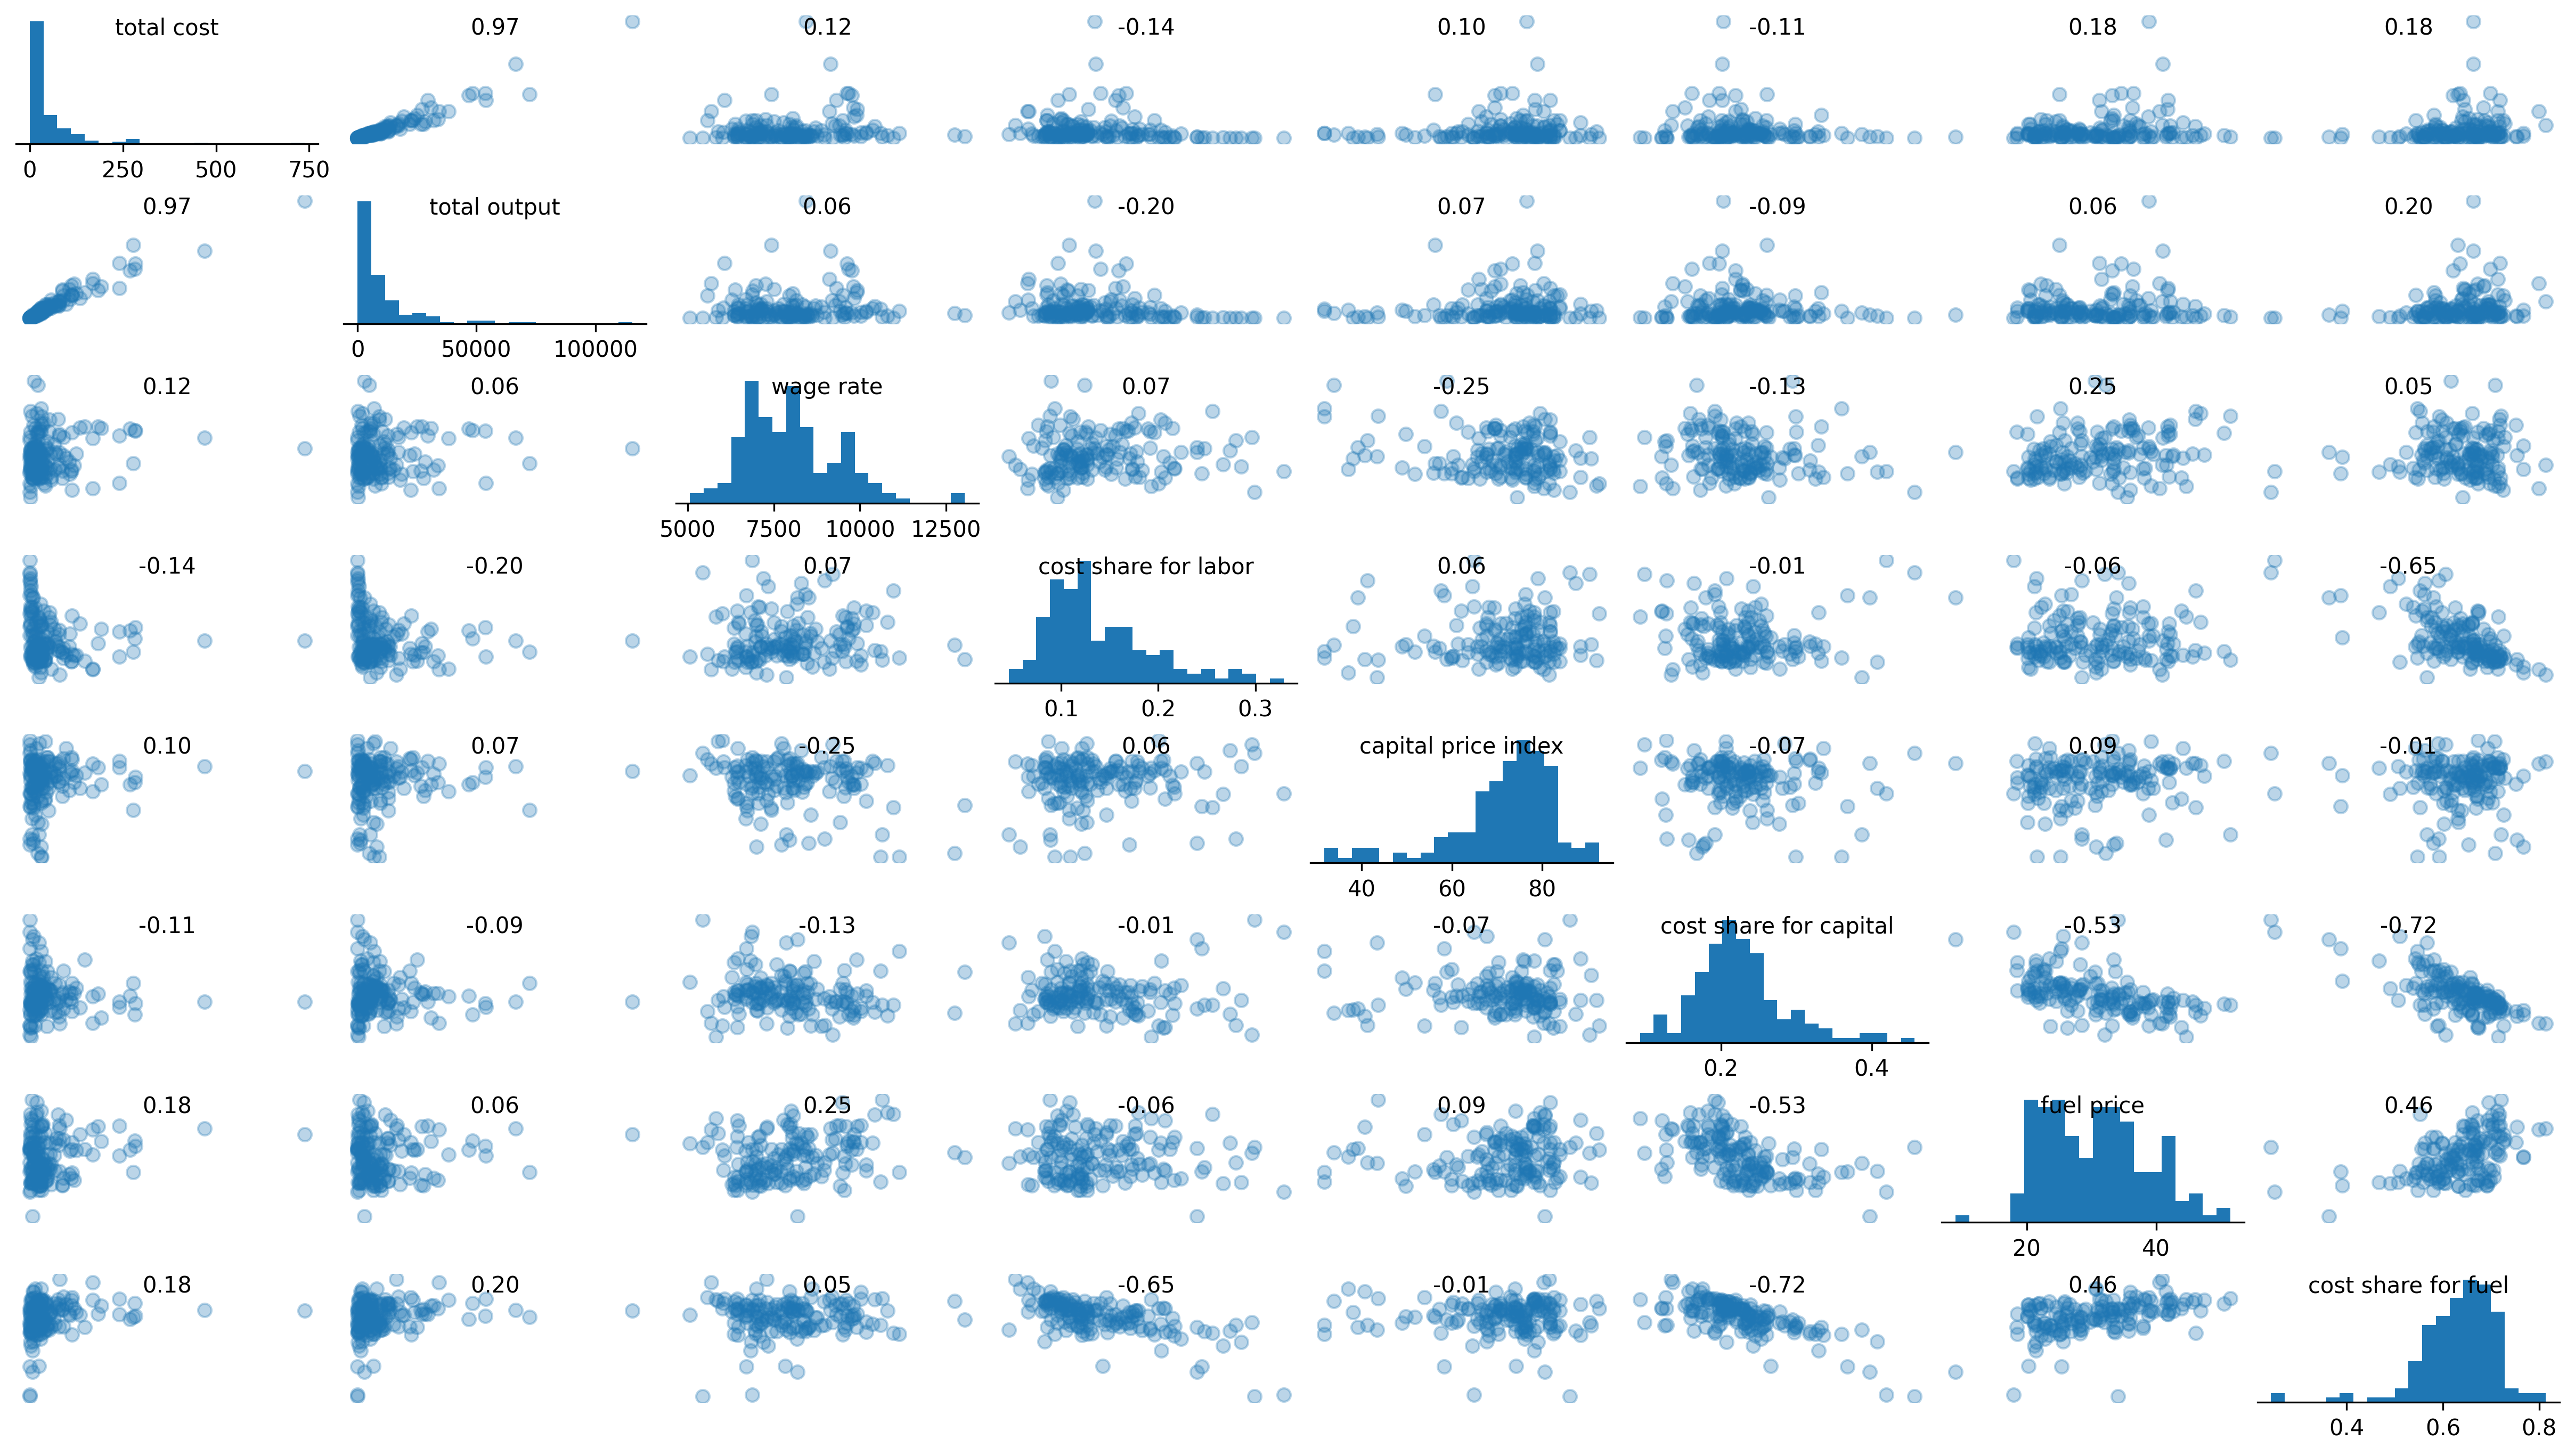 total cost 0.97 0.12 -0.14 0.10 -0.11 0.18 0.18
0 250 500 750
0.97 total output 0.06 -0.20 0.07 -0.09 0.06 0.20
0 50000 100000
0.12 0.06 wage rate 0.07 -0.25 -0.13 0.25 0.05
5000 7500 10000 12500
-0.14 -0.20 0.07 cost share for labor 0.06 -0.01 -0.06 -0.65
0.1 0.2 0.3
0.10 0.07 -0.25 0.06 capital price index -0.07 0.09 -0.01
40 60 80
-0.11 -0.09 -0.13 -0.01 -0.07 cost share for capital -0.53 -0.72
0.2 0.4
0.18 0.06 0.25 -0.06 0.09 -0.53 fuel price 0.46
20 40
0.18 0.20 0.05 -0.65 -0.01 -0.72 0.46 cost share for fuel
0.4 0.6 0.8